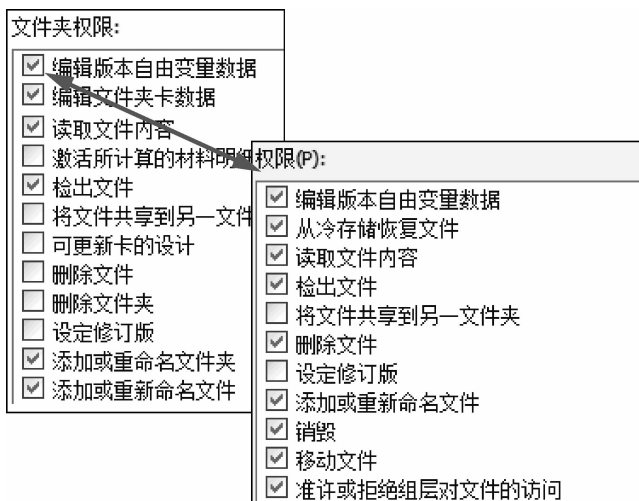 文件夹权限:
编辑版本自由变量数据
编辑文件夹卡数据
读取文件内容
激活所计算的材料明细
检出文件
将文件共享到另一文件
可更新卡的设计
删除文件
删除文件夹
设定修订版
添加或重命名文件夹
添加或重新命名文件
权限(P):
编辑版本自由变量数据
从冷存储恢复文件
读取文件内容
检出文件
将文件共享到另一文件夹
删除文件
设定修订版
添加或重新命名文件
销毁
移动文件
准许或拒绝组层对文件的访问